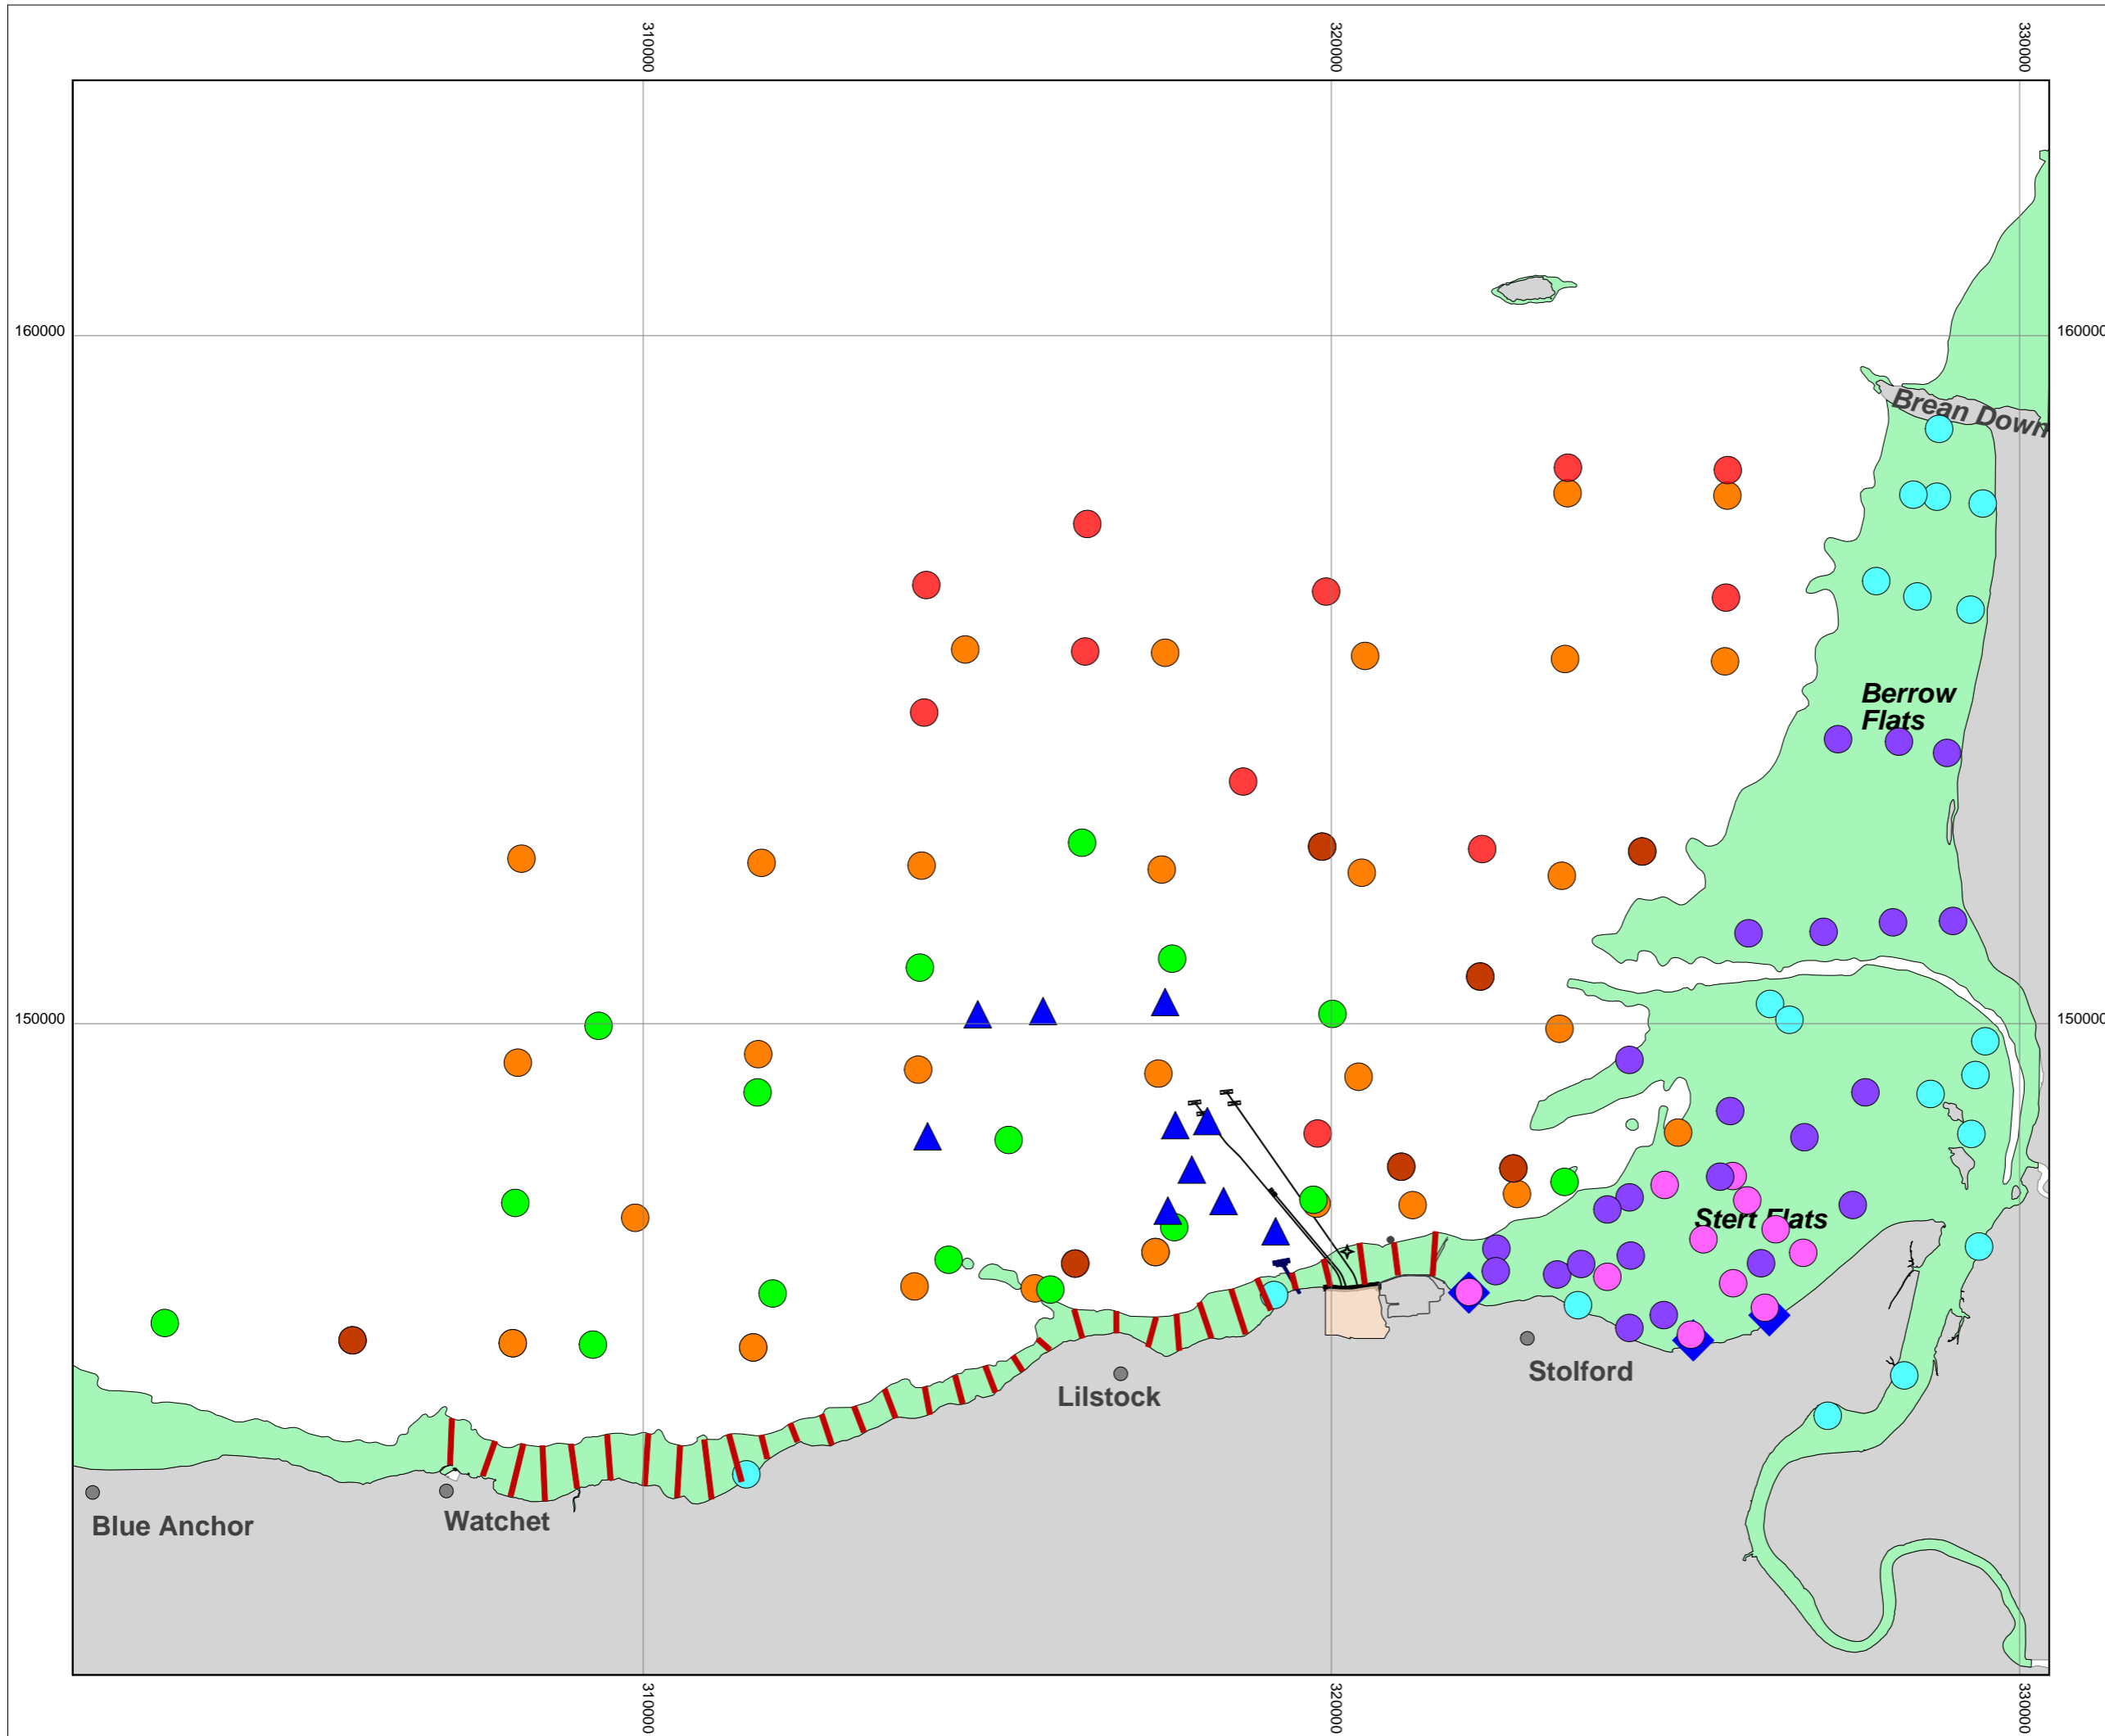 310000
320000
330000
160000
160000
Brean Down
Berrow
Flats
150000
150000
Stert Flats
Stolford
Lilstock
Blue Anchor
Watchet
310000
320000
330000